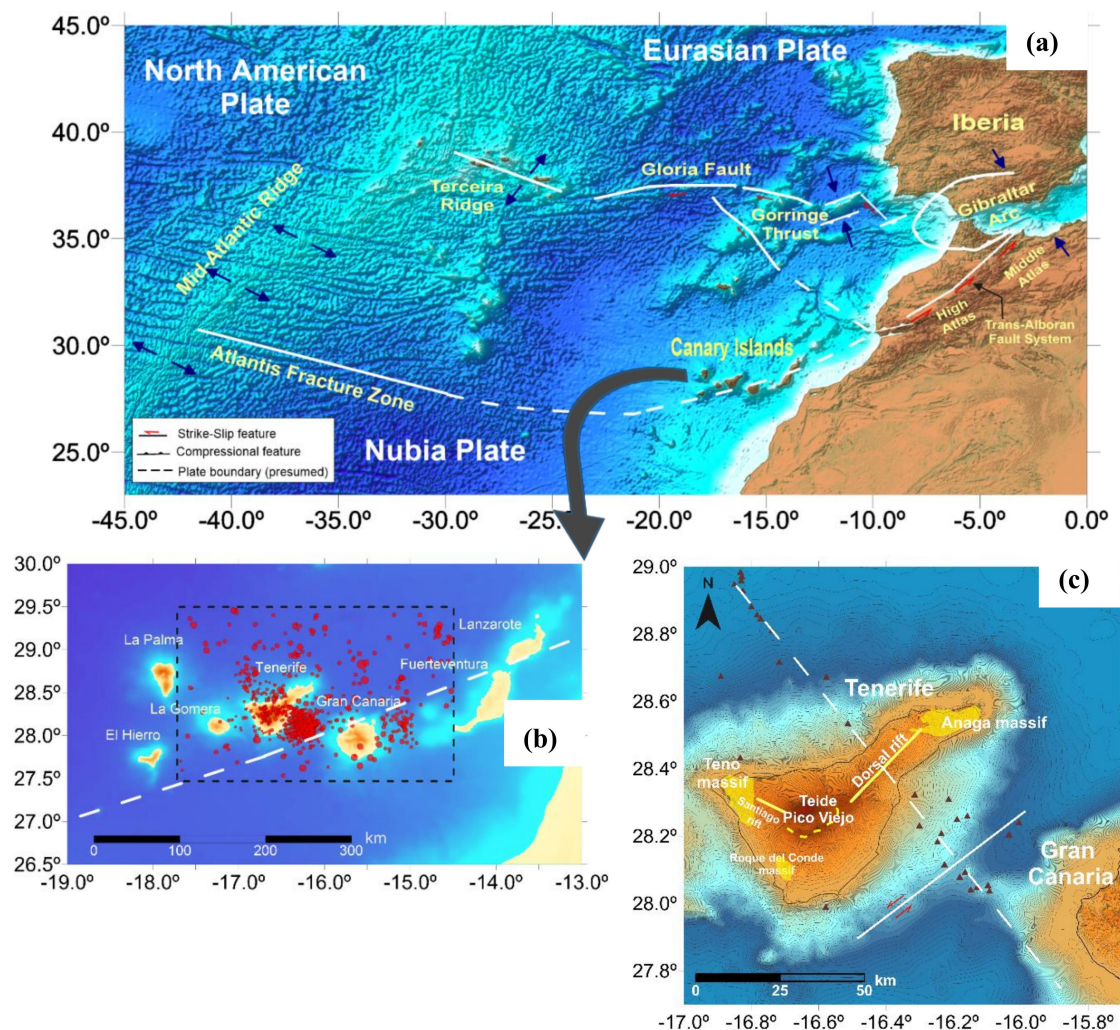 (a)
45.0º
40.0º
35.0º
30.0º
25.0º
North American
Plate
Eurasian Plate
Iberia
Mid-Atlantic Ridge
Terceira
Ridge
Gloria Fault
Gorringe
Thrust
Gibraltar
Arc
Middle Atlas
High Atlas
Trans-Alboran
Fault System
Canary Islands
Atlantis Fracture Zone
Nubia Plate
Strike-Slip feature
Compressional feature
Plate boundary (presumed)
-45.0º -40.0º -35.0º -30.0º -25.0º -20.0º -15.0º -10.0º -5.0º 0.0º
(b)
30.0º
29.5º
29.0º
28.5º
28.0º
27.5º
27.0º
26.5º
La Palma
Tenerife
Lanzarote
Fuerteventura
La Gomera
Gran Canaria
El Hierro
km
0 100 200 300
-19.0º -18.0º -17.0º -16.0º -15.0º -14.0º -13.0º
(c)
29.0º
28.8º
28.6º
28.4º
28.2º
28.0º
27.8º
N
Tenerife
Anaga massif
Dorsal rift
Teno
massif
Santiago
rift
Teide
Pico Viejo
Roque del Conde
massif
Gran
Canaria
km
0 25 50
-17.0º -16.8º -16.6º -16.4º -16.2º -16.0º -15.8º